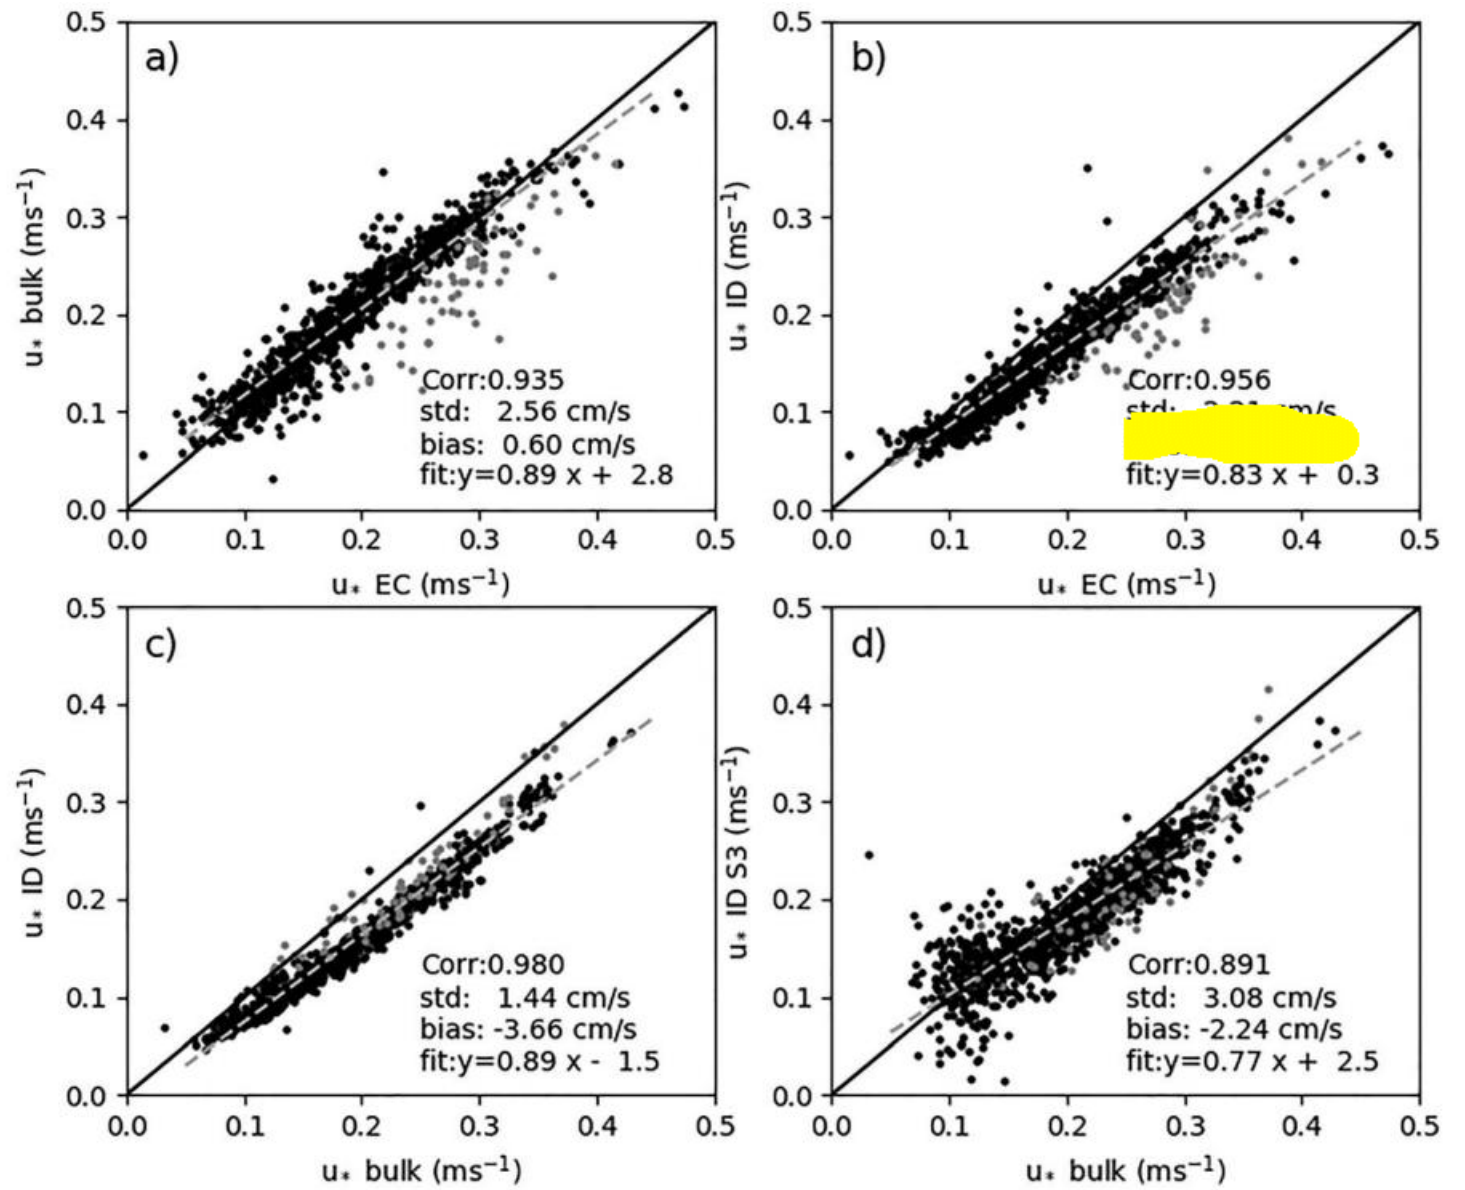 a)
0.5
0.4
0.3
0.2
0.1
0.0
u* bulk (ms⁻¹)
Corr:0.935
std: 2.56 cm/s
bias: 0.60 cm/s
fit:y=0.89 x + 2.8
0.0 0.1 0.2 0.3 0.4 0.5
u* EC (ms⁻¹)
b)
0.5
0.4
0.3
0.2
0.1
0.0
u* ID (ms⁻¹)
Corr:0.956
std: cm/s
fit:y=0.83 x + 0.3
0.0 0.1 0.2 0.3 0.4 0.5
u* EC (ms⁻¹)
c)
0.5
0.4
0.3
0.2
0.1
0.0
u* ID (ms⁻¹)
Corr:0.980
std: 1.44 cm/s
bias: -3.66 cm/s
fit:y=0.89 x - 1.5
0.0 0.1 0.2 0.3 0.4 0.5
u* bulk (ms⁻¹)
d)
0.5
0.4
0.3
0.2
0.1
0.0
u* ID S3 (ms⁻¹)
Corr:0.891
std: 3.08 cm/s
bias: -2.24 cm/s
fit:y=0.77 x + 2.5
0.0 0.1 0.2 0.3 0.4 0.5
u* bulk (ms⁻¹)